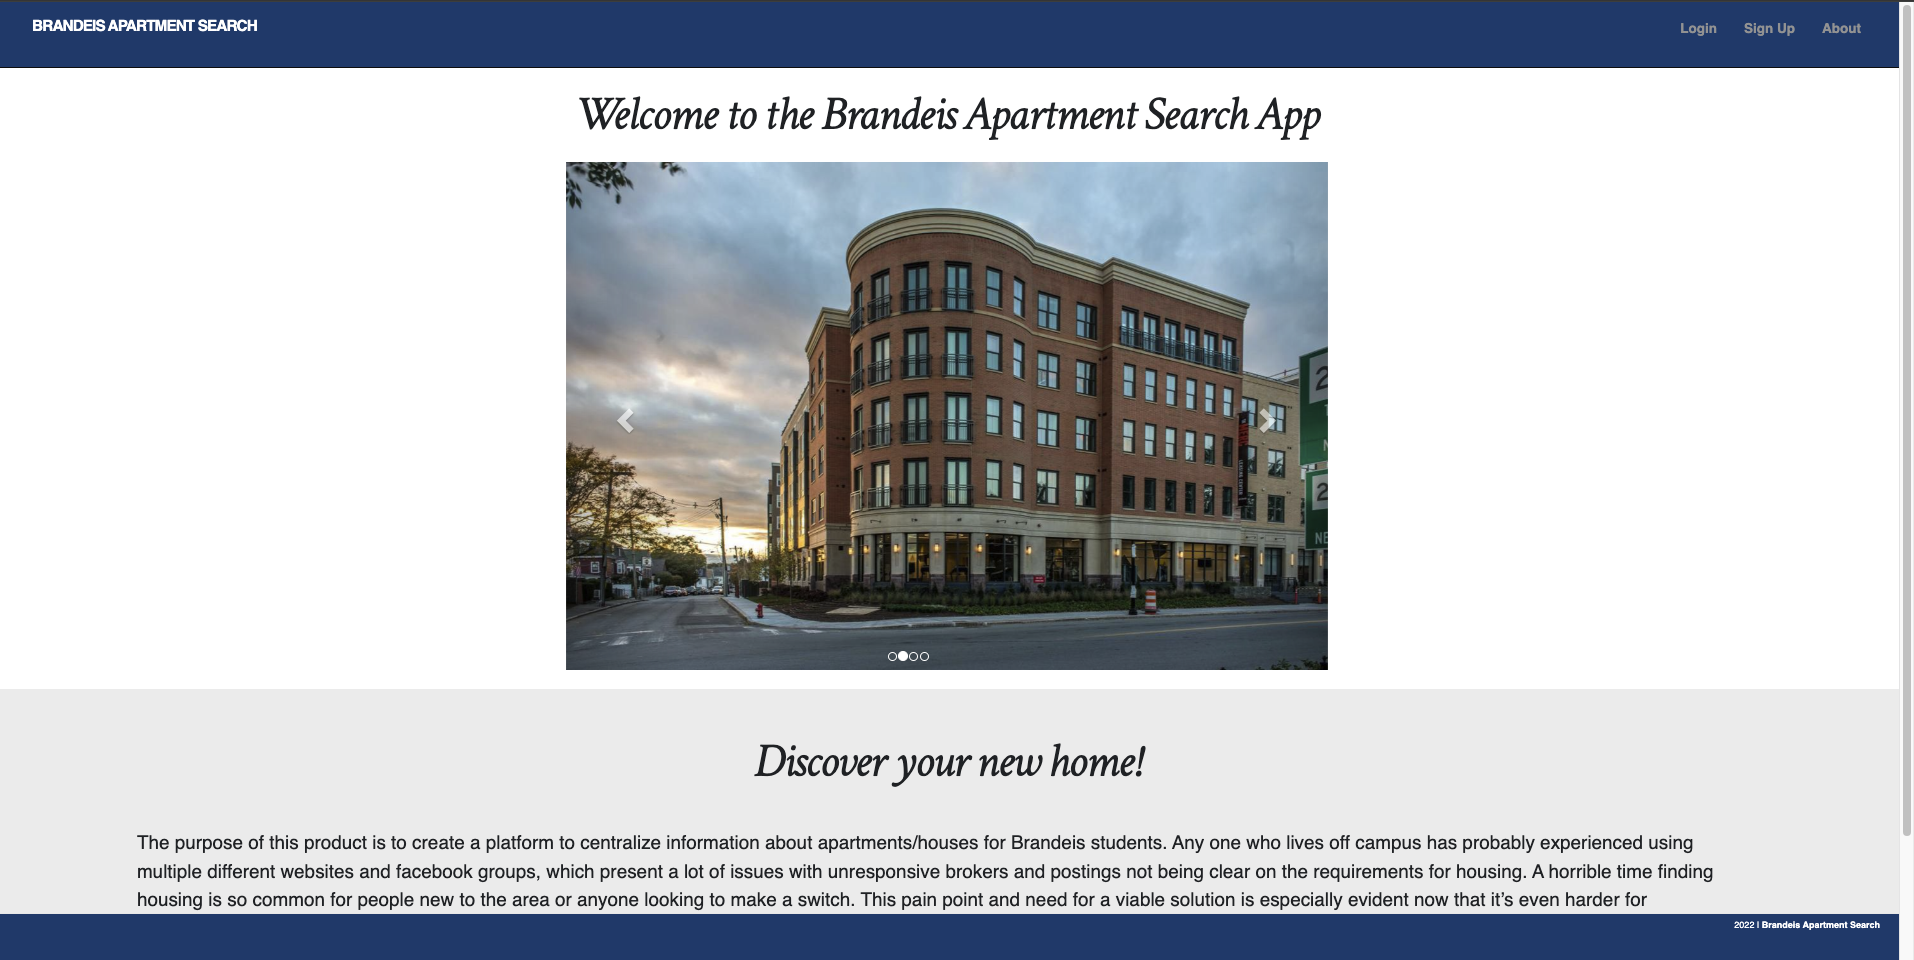 BRANDEIS APARTMENT SEARCH
Login Sign Up About
Welcome to the Brandeis Apartment Search App
2
2
NE
Discover your new home!
The purpose of this product is to create a platform to centralize information about apartments/houses for Brandeis students. Any one who lives off campus has probably experienced using
multiple different websites and facebook groups, which present a lot of issues with unresponsive brokers and postings not being clear on the requirements for housing. A horrible time finding
housing is so common for people new to the area or anyone looking to make a switch. This pain point and need for a viable solution is especially evident now that it’s even harder for
2022 | Brandeis Apartment Search